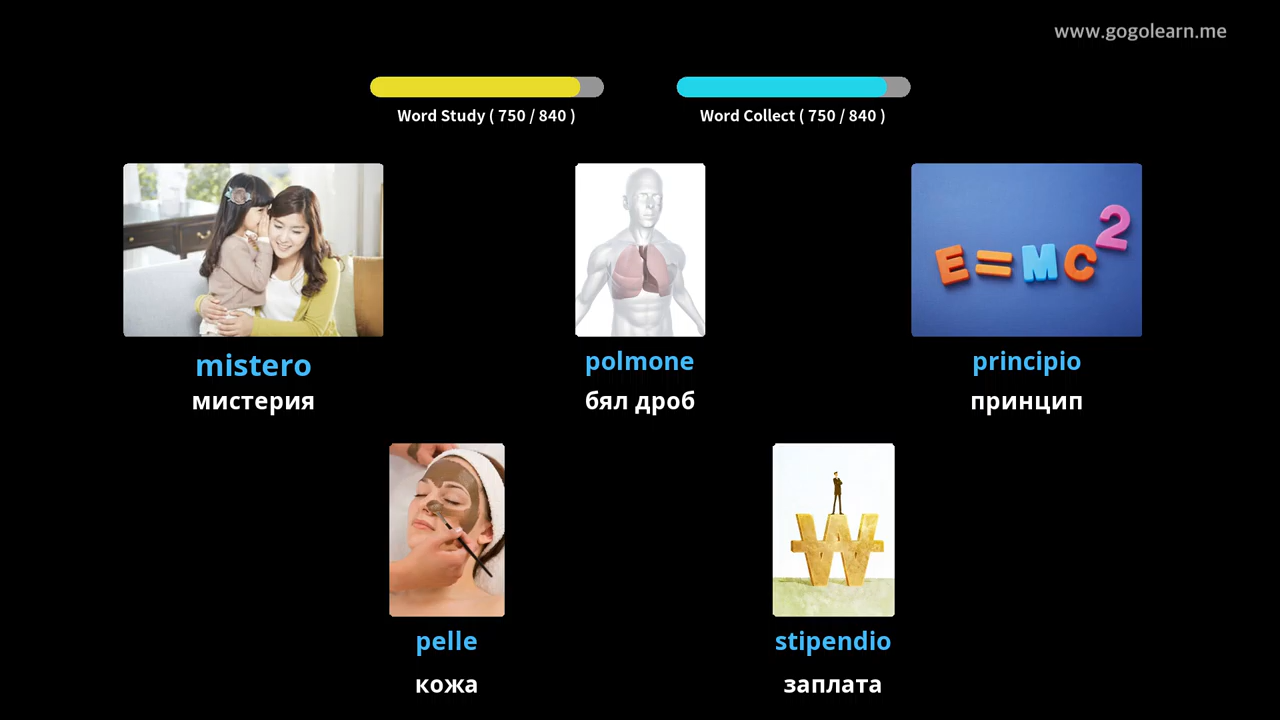 www.gogolearn.me
Word Study ( 750 / 840 )
Word Collect ( 750 / 840 )
E=MC2
mistero
polmone
principio
мистерия
бял дроб
принцип
W
pelle
stipendio
кожа
заплата